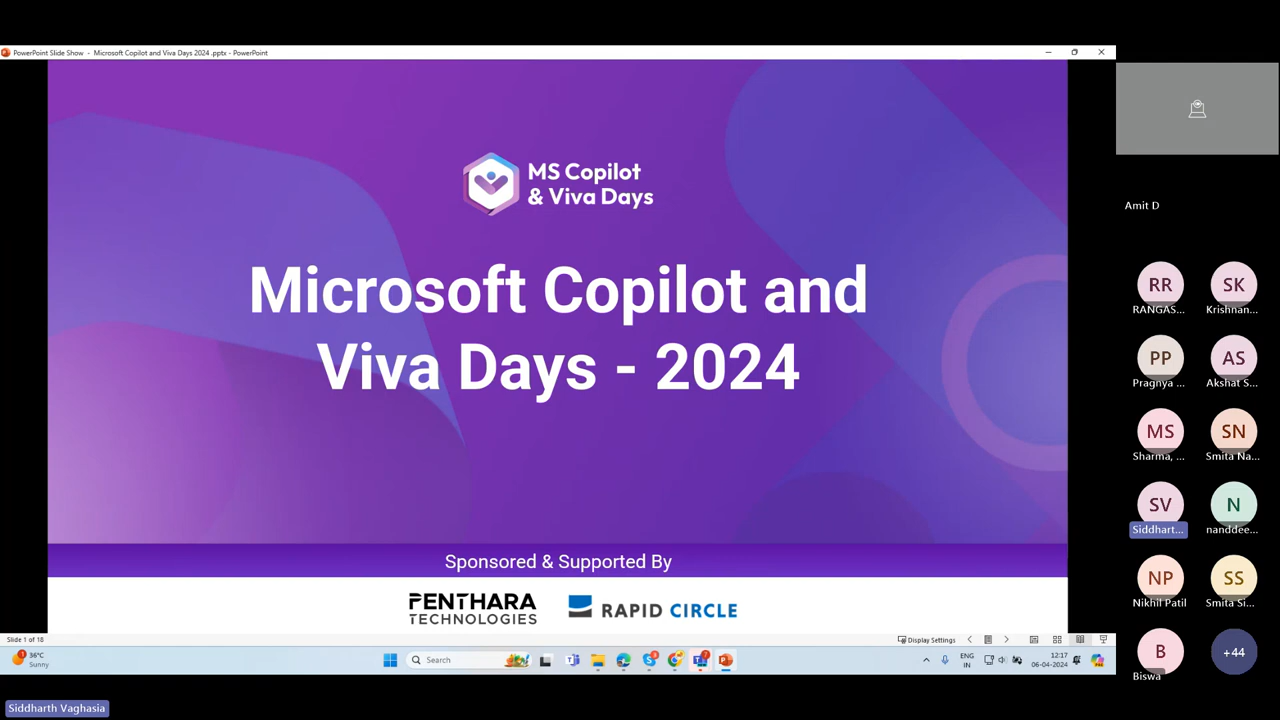 PowerPoint Slide Show - Microsoft Copilot and Viva Days 2024 .pptx - PowerPoint
MS Copilot
& Viva Days
Microsoft Copilot and
Viva Days - 2024
Sponsored & Supported By
PENTHARA
TECHNOLOGIES
RAPID CIRCLE
Slide 1 of 18
Display Settings
1
36°C
Sunny
Search
ENG
IN
12:17
06-04-2024
Siddharth Vaghasia
Amit D
RR
RANGAS...
SK
Krishnan...
PP
Pragnya ...
AS
Akshat S...
MS
Sharma, ...
SN
Smita Na...
SV
Siddhart...
N
nanddee...
NP
Nikhil Patil
SS
Smita Si...
B
Biswa
+44